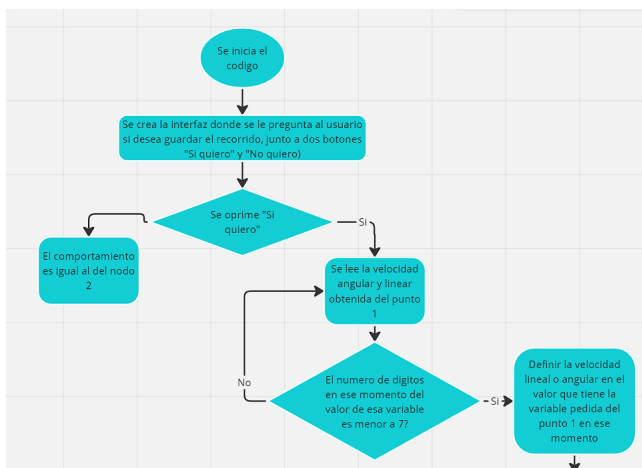 Se inicia el
codigo
Se crea la interfaz donde se le pregunta al usuario
si desea guardar el recorrido, junto a dos botones
"Si quiero" y "No quiero)
Se oprime "Si
quiero"
Si
El comportamiento
es igual al del nodo
2
Se lee la velocidad
angular y linear
obtenida del punto
1
No
El numero de digitos
en ese momento del
valor de esa variable
es menor a 7?
Si
Definir la velocidad
lineal o angular en el
valor que tiene la
variable pedida del
punto 1 en ese
momento